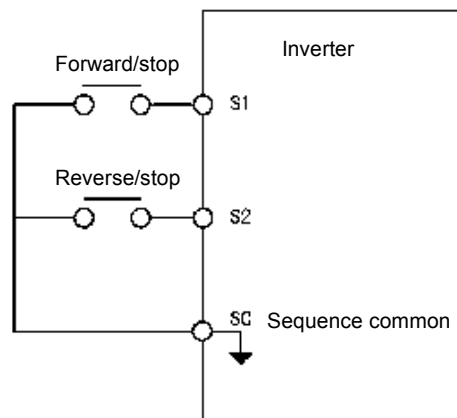 Inverter
Forward/stop
S1
Reverse/stop
S2
SC Sequence common